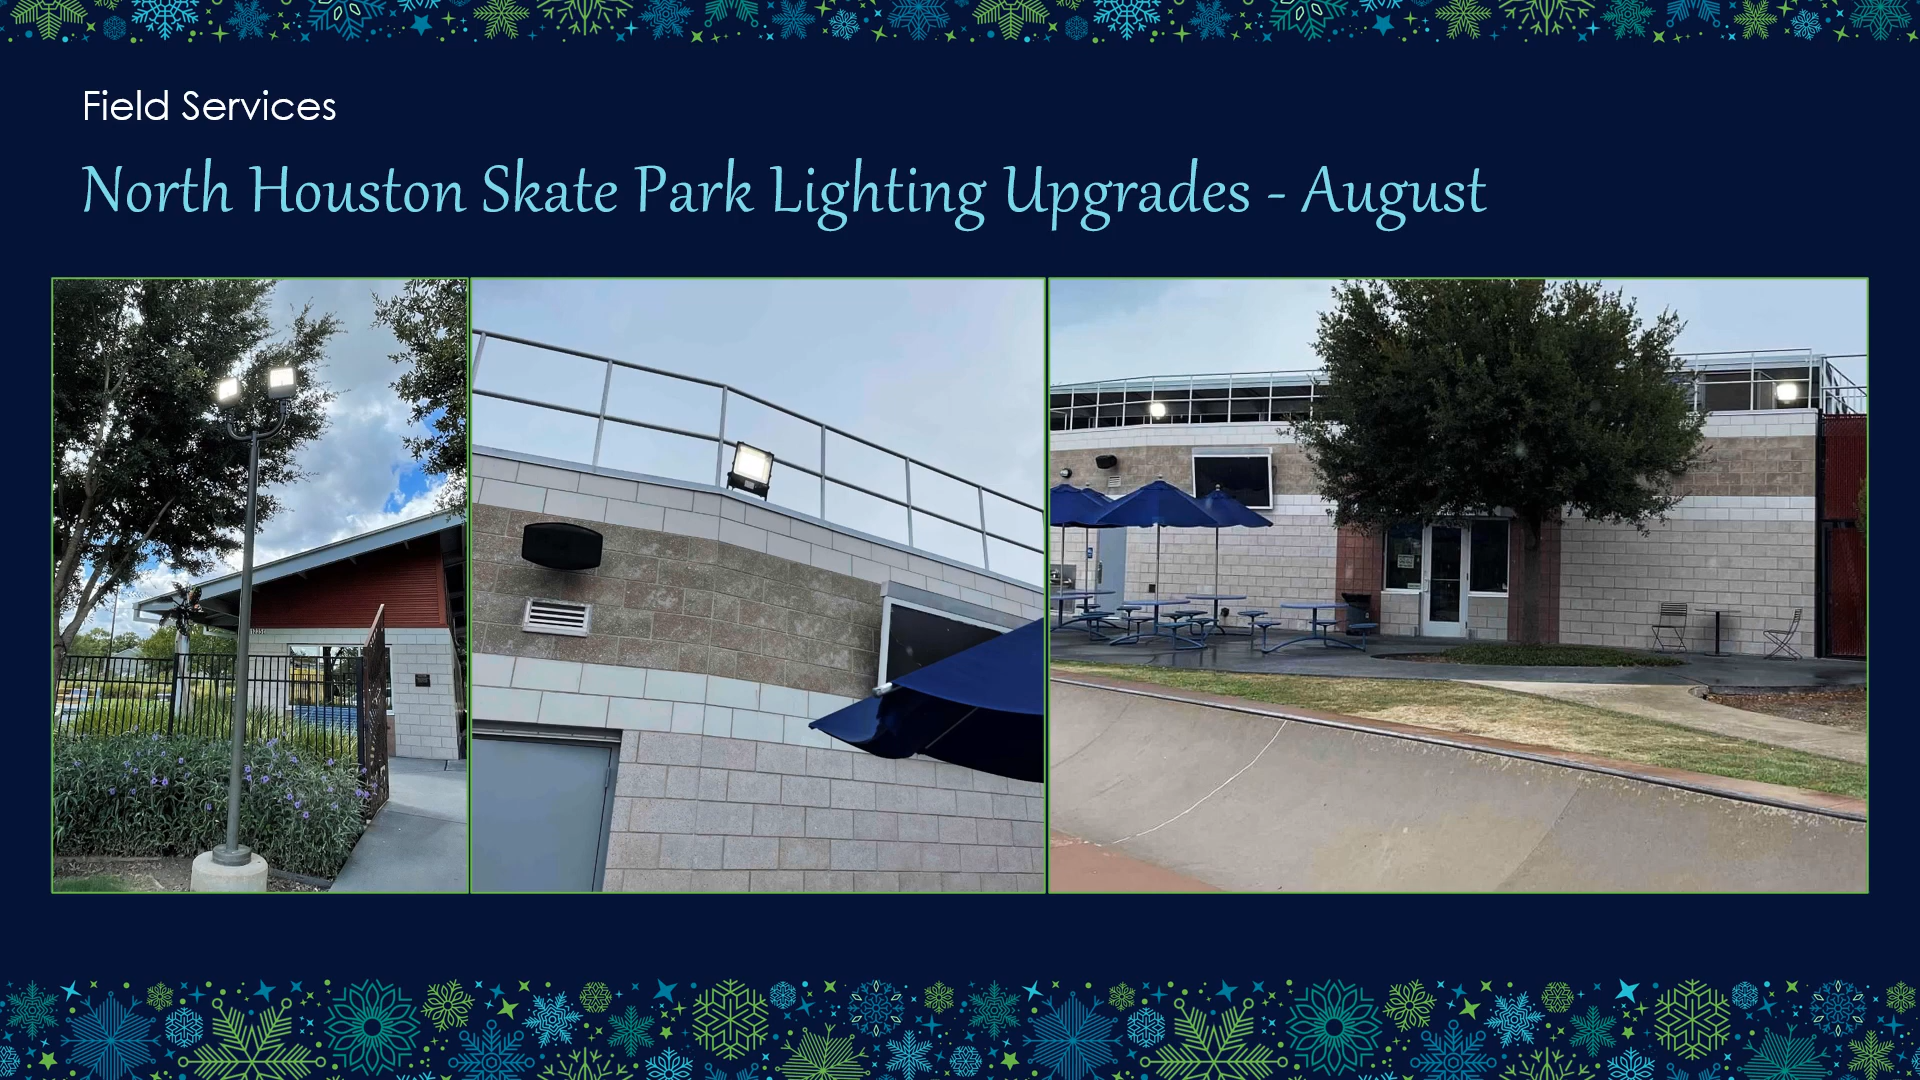 Field Services
North Houston Skate Park Lighting Upgrades - August